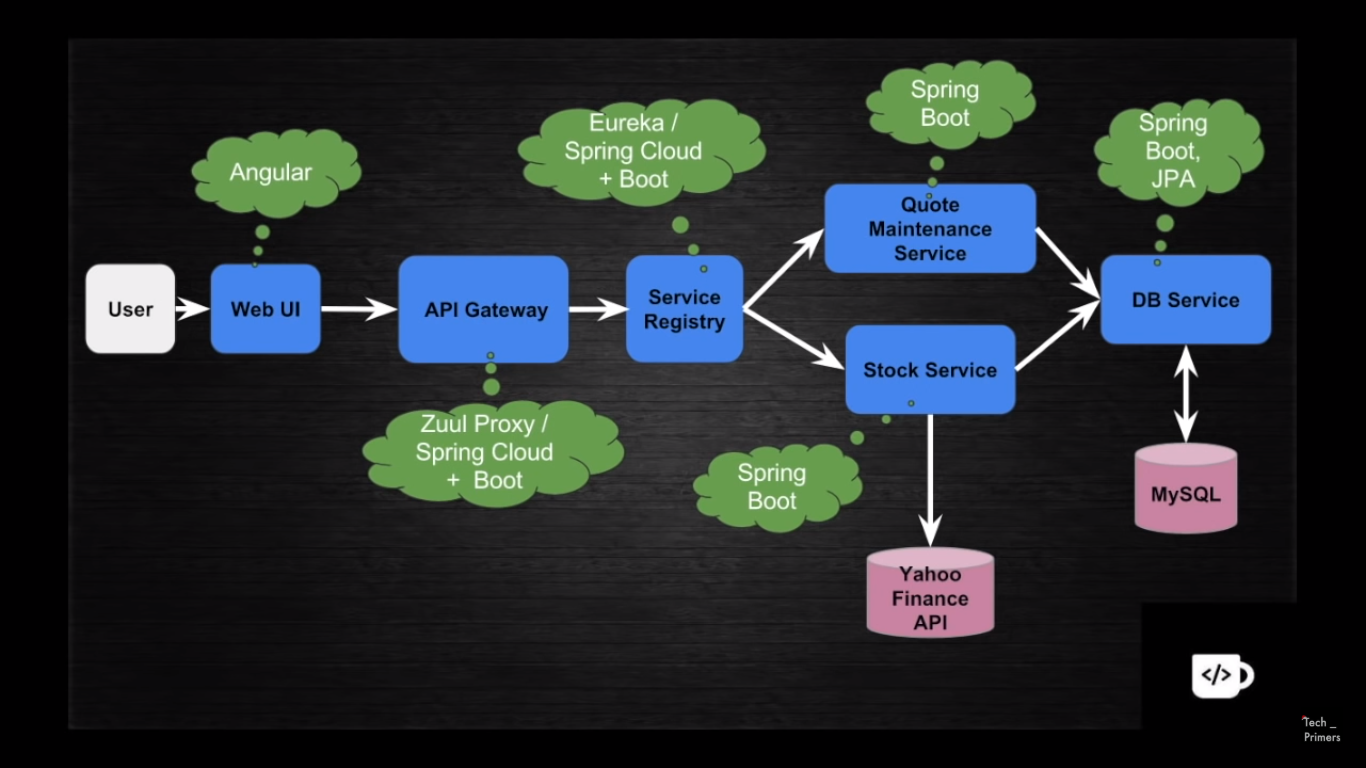 Spring
Boot
Eureka /
Spring Cloud
+ Boot
Spring
Boot,
JPA
Angular
Quote
Maintenance
Service
User
Web UI
API Gateway
Service
Registry
DB Service
Stock Service
Zuul Proxy /
Spring Cloud
+ Boot
Spring
Boot
MySQL
Yahoo
Finance
API
</>
Tech _
Primers